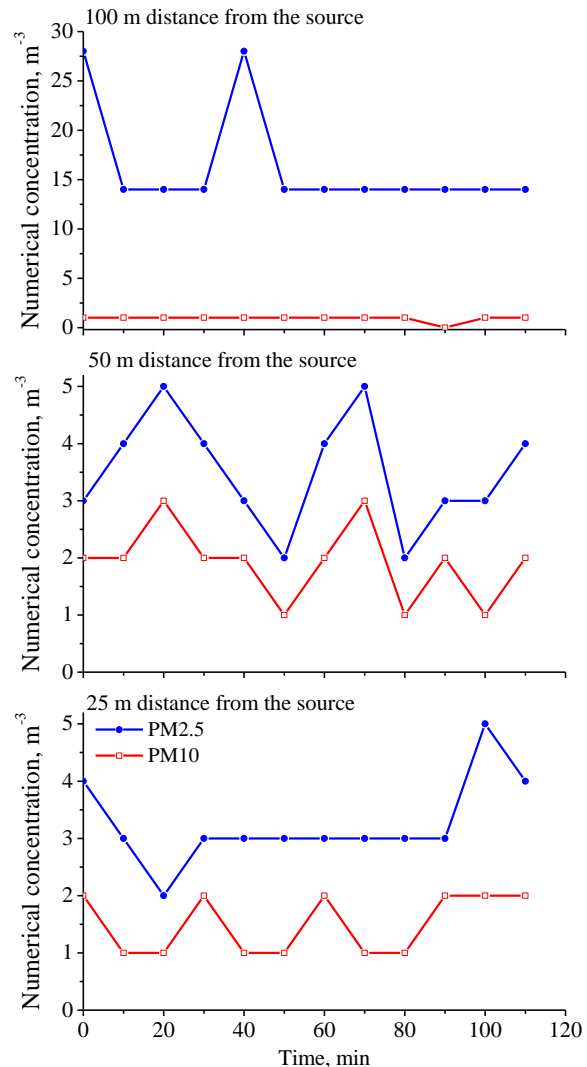 100 m distance from the source
Numerical concentration, m⁻³
30
25
20
15
10
5
0
50 m distance from the source
Numerical concentration, m⁻³
5
4
3
2
1
0
25 m distance from the source
Numerical concentration, m⁻³
5
4
3
2
1
0
PM2.5
PM10
0 20 40 60 80 100 120
Time, min